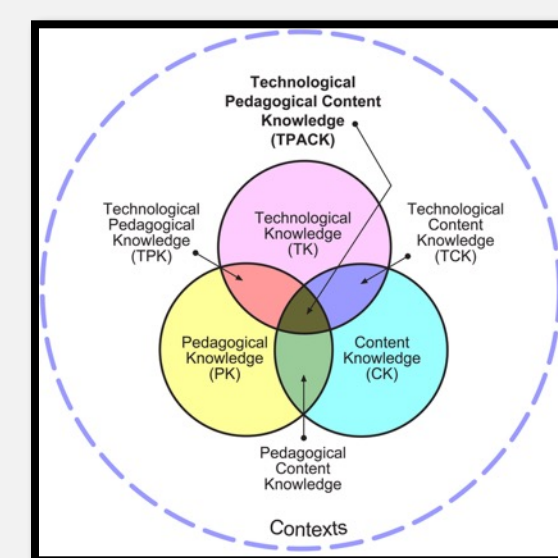 Technological
Pedagogical Content
Knowledge
(TPACK)
Technological
Pedagogical
Knowledge
(TPK)
Technological
Knowledge
(TK)
Technological
Content
Knowledge
(TCK)
Pedagogical
Knowledge
(PK)
Content
Knowledge
(CK)
Pedagogical
Content
Knowledge
Contexts